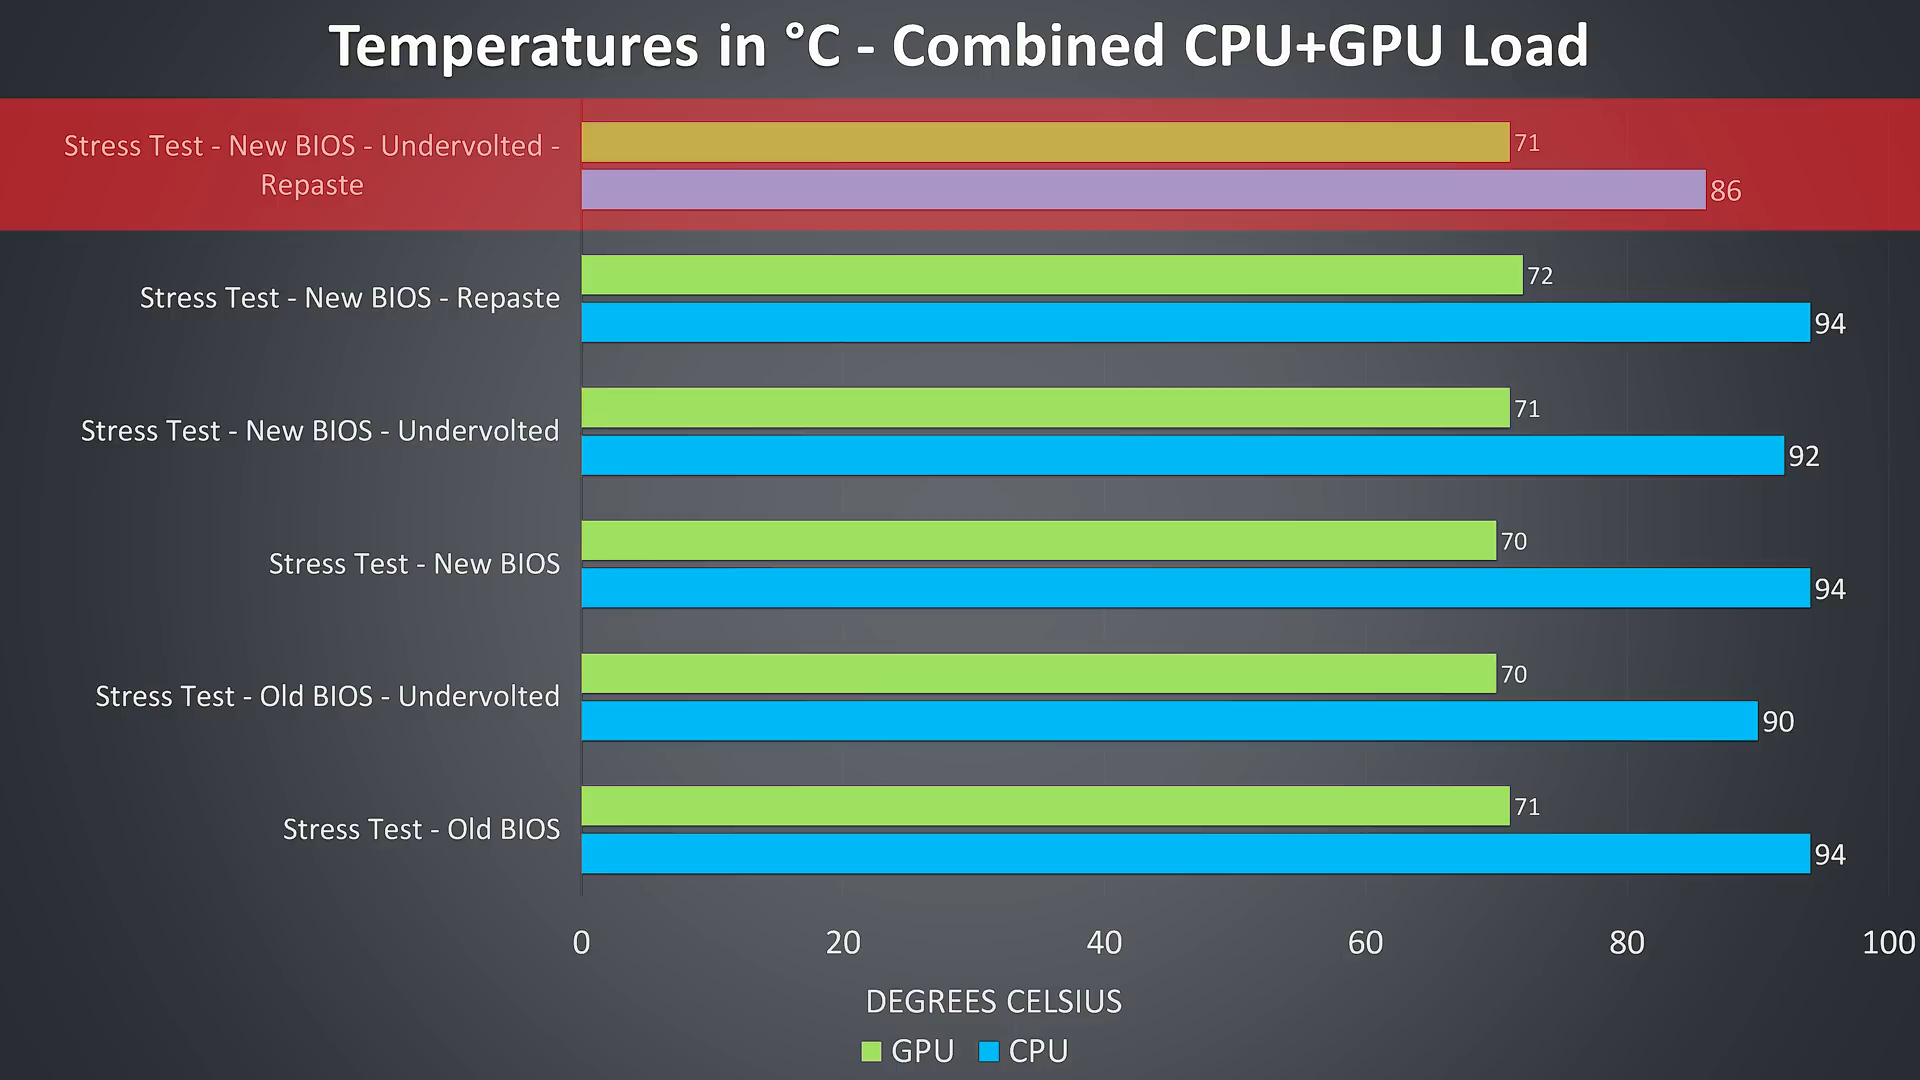 Temperatures in °C - Combined CPU+GPU Load
Stress Test - New BIOS - Undervolted -
Repaste
71
86
Stress Test - New BIOS - Repaste
72
94
Stress Test - New BIOS - Undervolted
71
92
Stress Test - New BIOS
70
94
Stress Test - Old BIOS - Undervolted
70
90
Stress Test - Old BIOS
71
94
0 20 40 60 80 100
DEGREES CELSIUS
GPU CPU